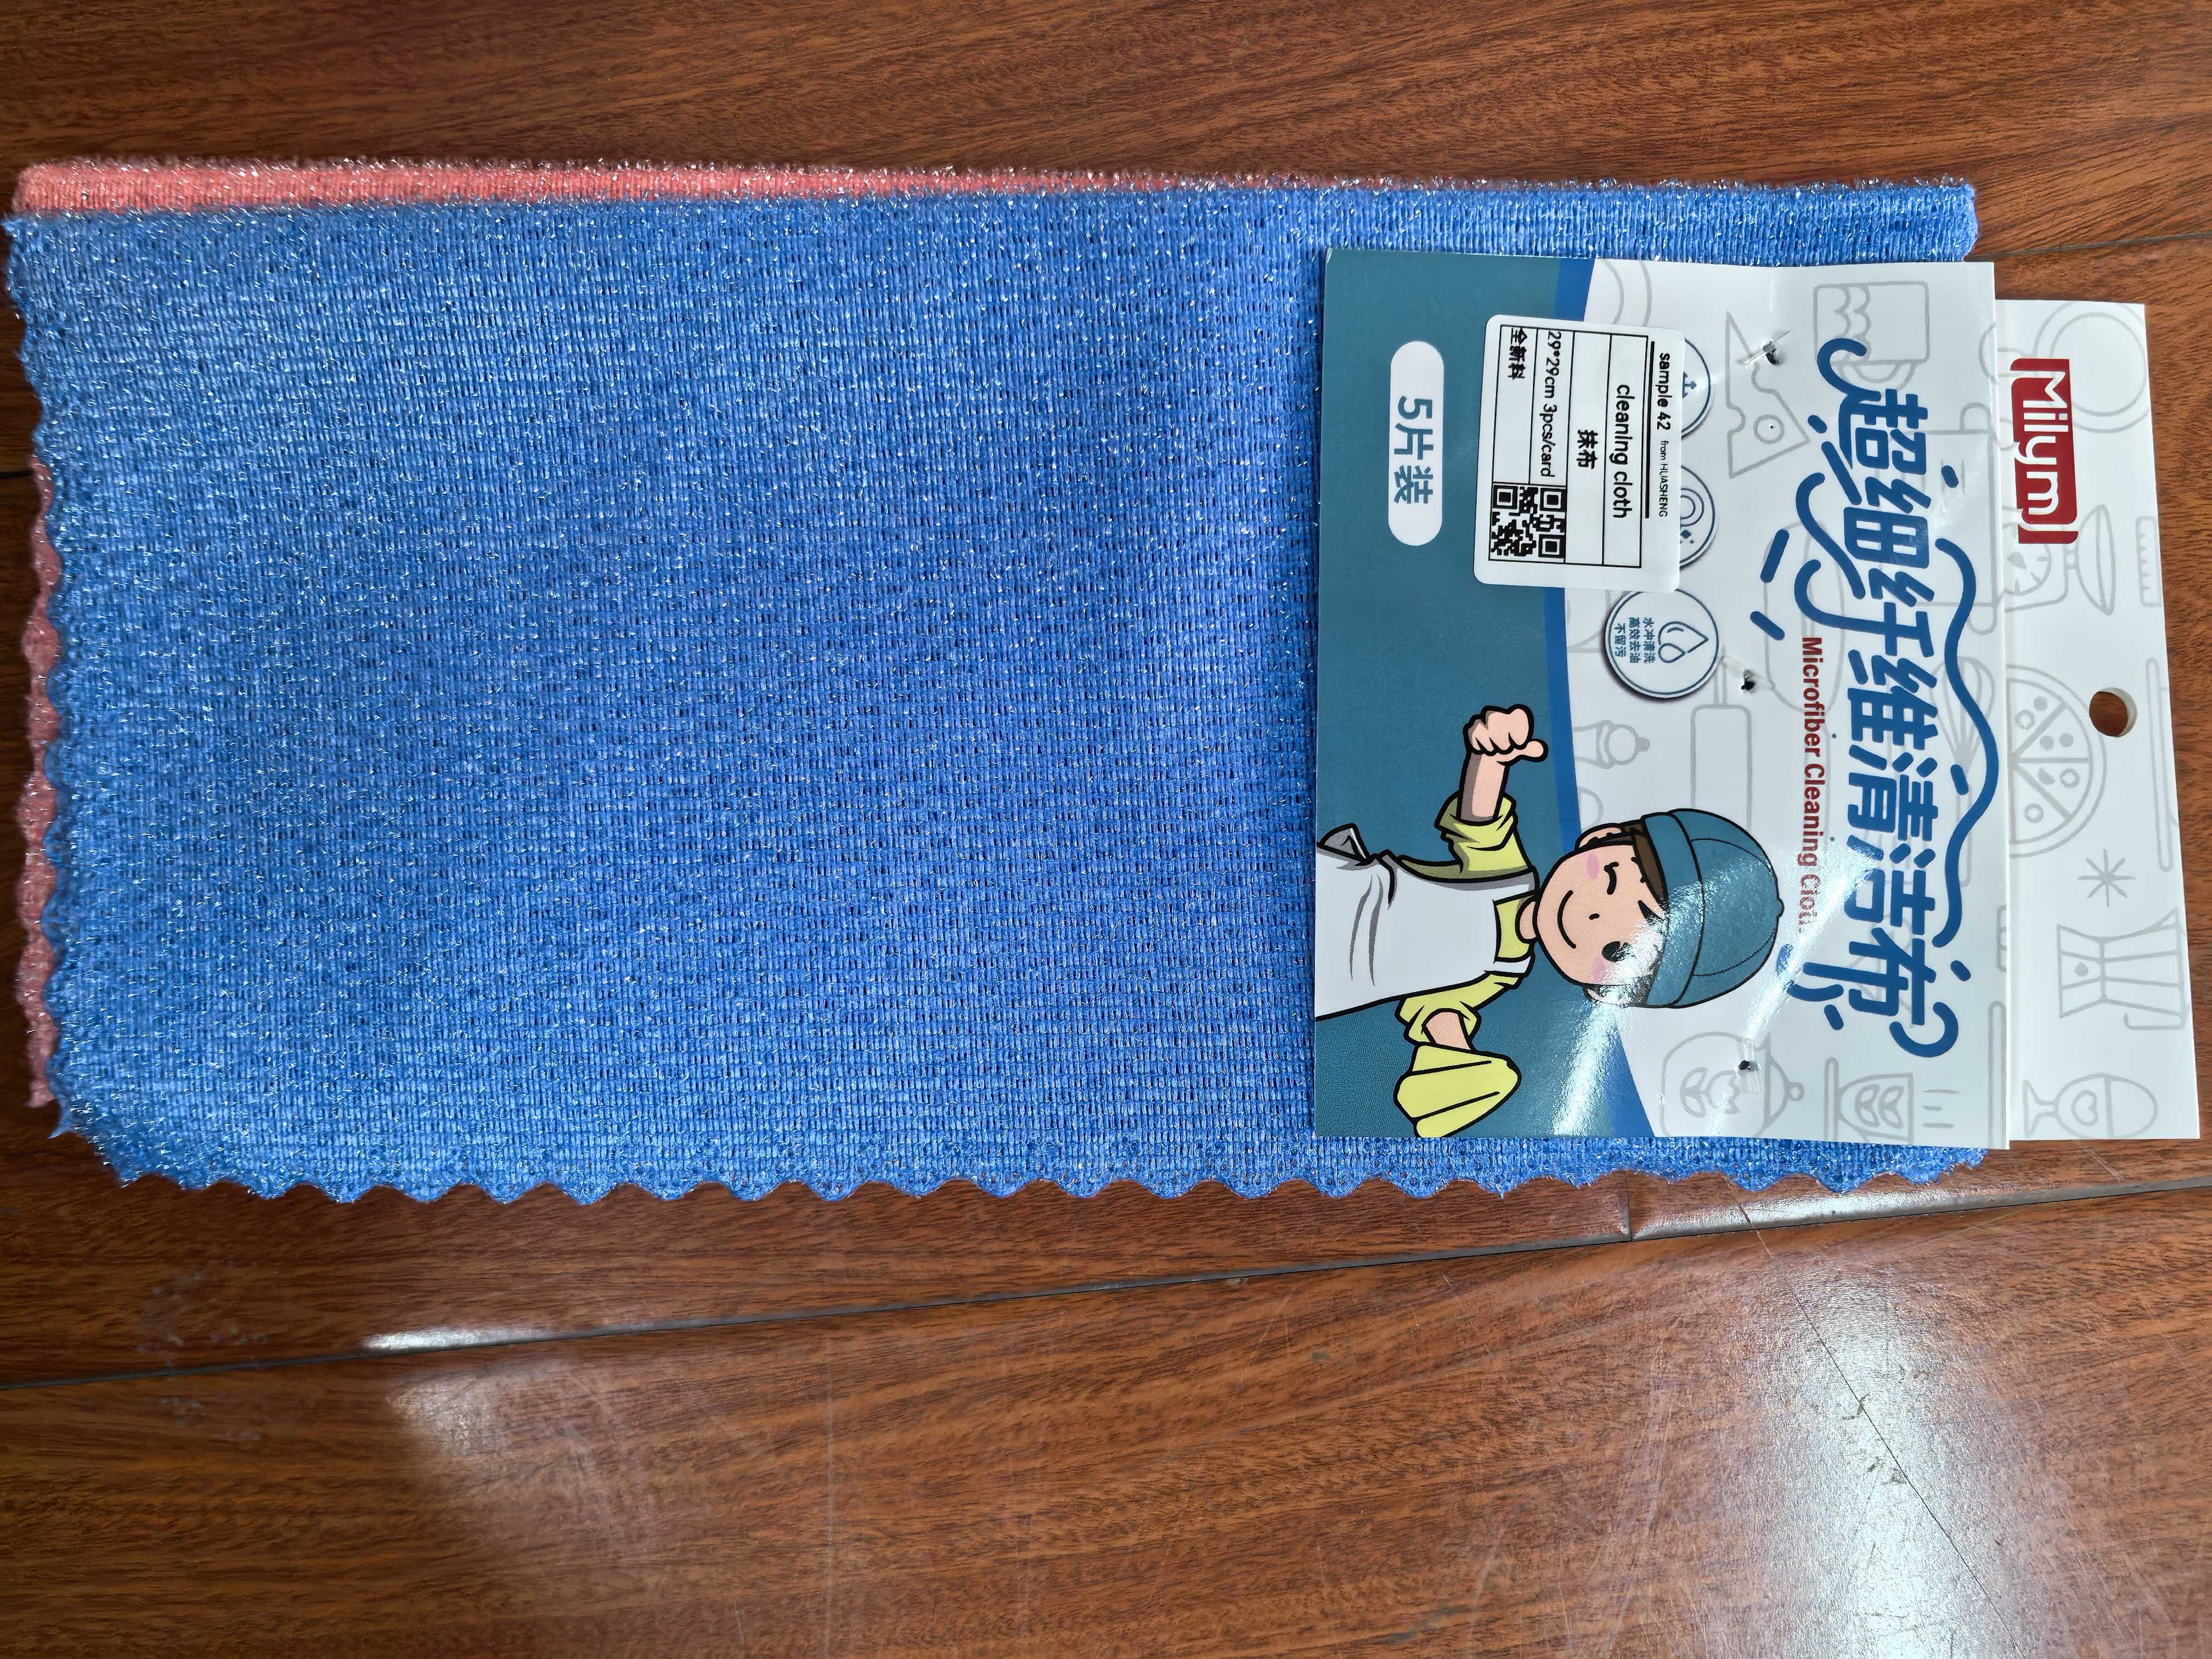 Milymj
超细纤维清洁布
Microfiber Cleaning Cloth
sample 42 from HUASHENG
cleaning cloth
抹布
29*29cm 3pcs/card
全新料
水冲清洗
高效去油
不留污
5片装